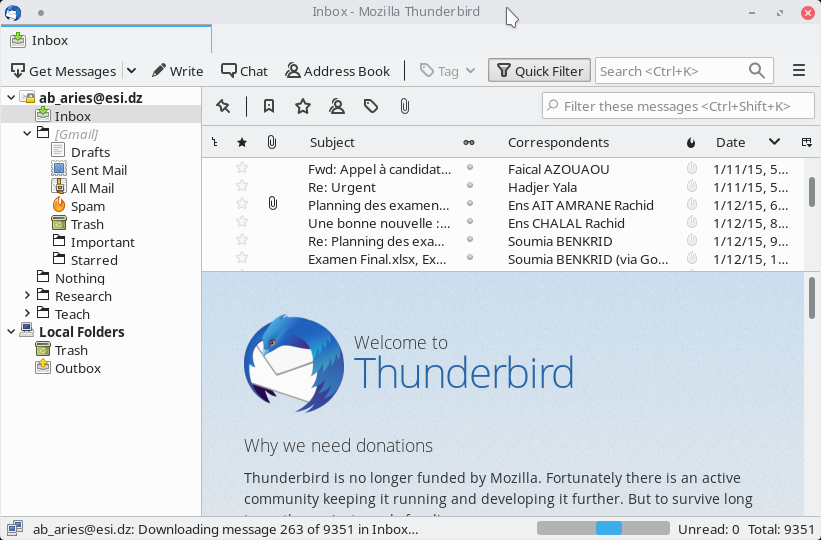 Inbox - Mozilla Thunderbird
Inbox
Get Messages Write Chat Address Book Tag Quick Filter Search <Ctrl+K>
ab_aries@esi.dz
Inbox
[Gmail]
Drafts
Sent Mail
All Mail
Spam
Trash
Important
Starred
Nothing
Research
Teach
Local Folders
Trash
Outbox
Filter these messages <Ctrl+Shift+K>
Subject Correspondents Date
Fwd: Appel à candidat... Faical AZOUAOU 1/11/15, 5...
Re: Urgent Hadjer Yala 1/11/15, 5...
Planning des examen... Ens AIT AMRANE Rachid 1/12/15, 6...
Une bonne nouvelle :... Ens CHALAL Rachid 1/12/15, 8...
Re: Planning des exa... Soumia BENKRID 1/12/15, 9...
Examen Final.xlsx, Ex... Soumia BENKRID (via Go... 1/12/15, 1...
Welcome to
Thunderbird
Why we need donations
Thunderbird is no longer funded by Mozilla. Fortunately there is an active
community keeping it running and developing it further. But to survive long
ab_aries@esi.dz: Downloading message 263 of 9351 in Inbox... Unread: 0 Total: 9351